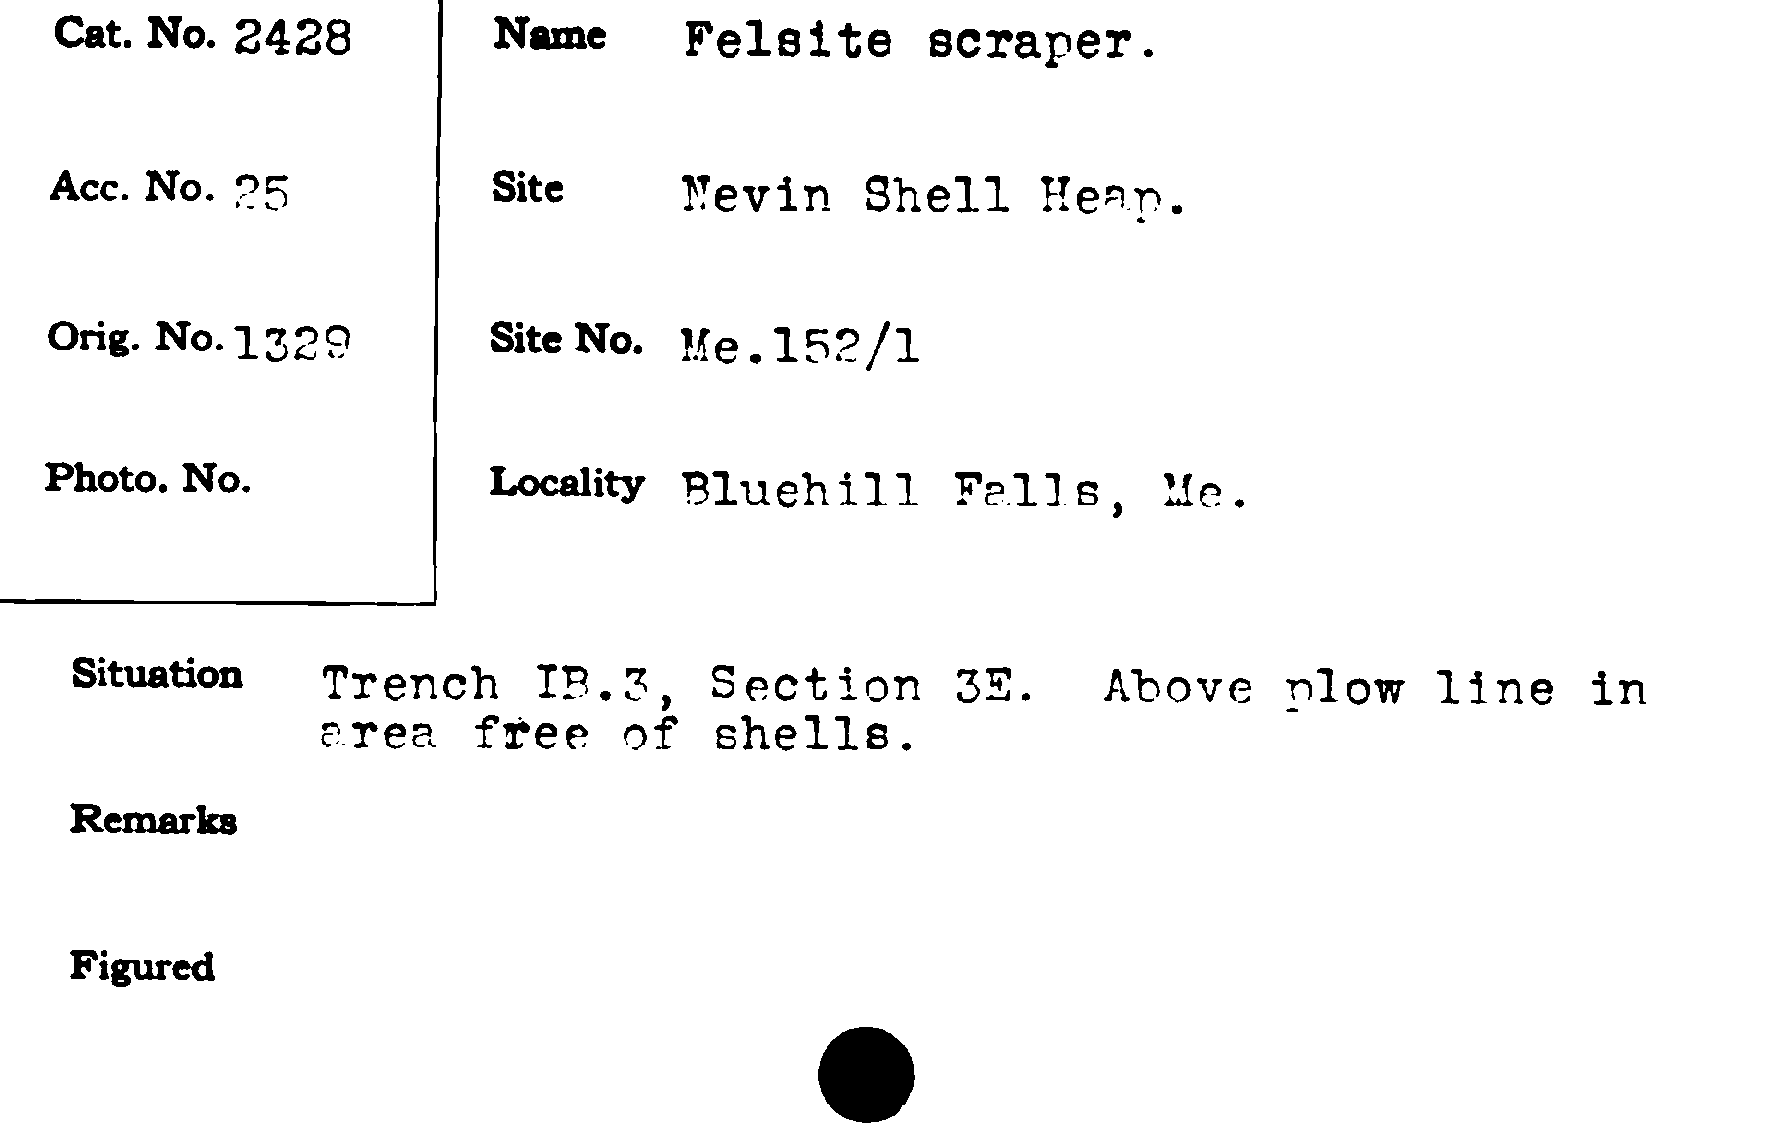 Cat. No. 2428
Name Felsite scraper.
Acc. No. 25
Site Nevin Shell Heap.
Orig. No. 1329
Site No. Me.152/1
Photo. No.
Locality Bluehill Falls, Me.
Situation Trench IB.3, Section 3E. Above plow line in
area free of shells.
Remarks
Figured